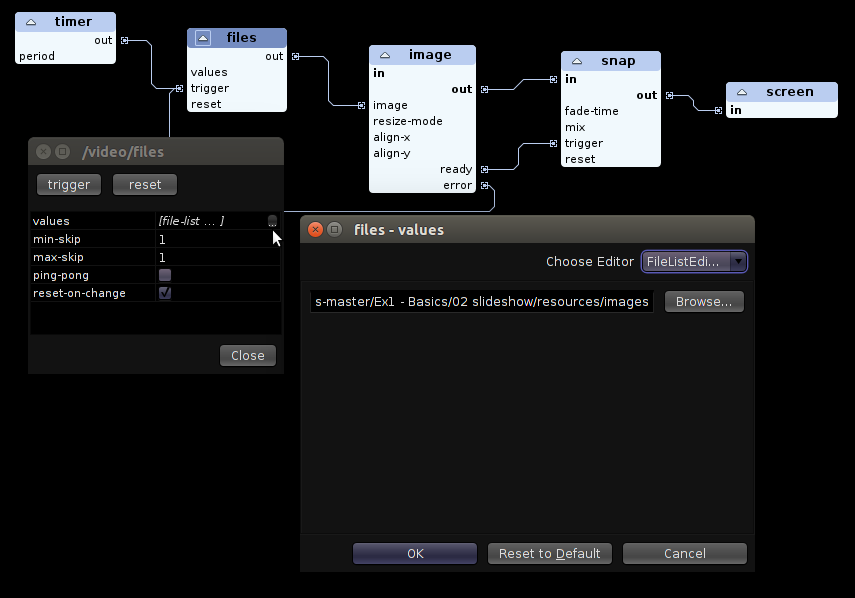 timer
out
period
files
out
values
trigger
reset
image
in
out
image
resize-mode
align-x
align-y
ready
error
snap
in
out
fade-time
mix
trigger
reset
screen
in
/video/files
trigger reset
values [file-list ... ] ...
min-skip 1
max-skip 1
ping-pong
reset-on-change
Close
files - values
Choose Editor FileListEdi...
s-master/Ex1 - Basics/02 slideshow/resources/images Browse...
OK Reset to Default Cancel